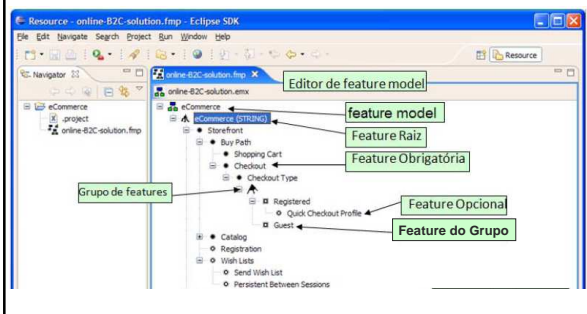 Resource - online-B2C-solution.fmp - Eclipse SDK
File Edit Navigate Search Project Run Window Help
Resource
Navigator
online-B2C-solution.fmp
Editor de feature model
online-B2C-solution.emx
eCommerce
.project
online-B2C-solution.fmp
eCommerce
feature model
eCommerce (STRING)
Feature Raiz
Storefront
Buy Path
Shopping Cart
Checkout
Feature Obrigatória
Checkout Type
Grupo de features
Registered
Feature Opcional
Quick Checkout Profile
Guest
Feature do Grupo
Catalog
Registration
Wish Lists
Send Wish List
Persistent Between Sessions